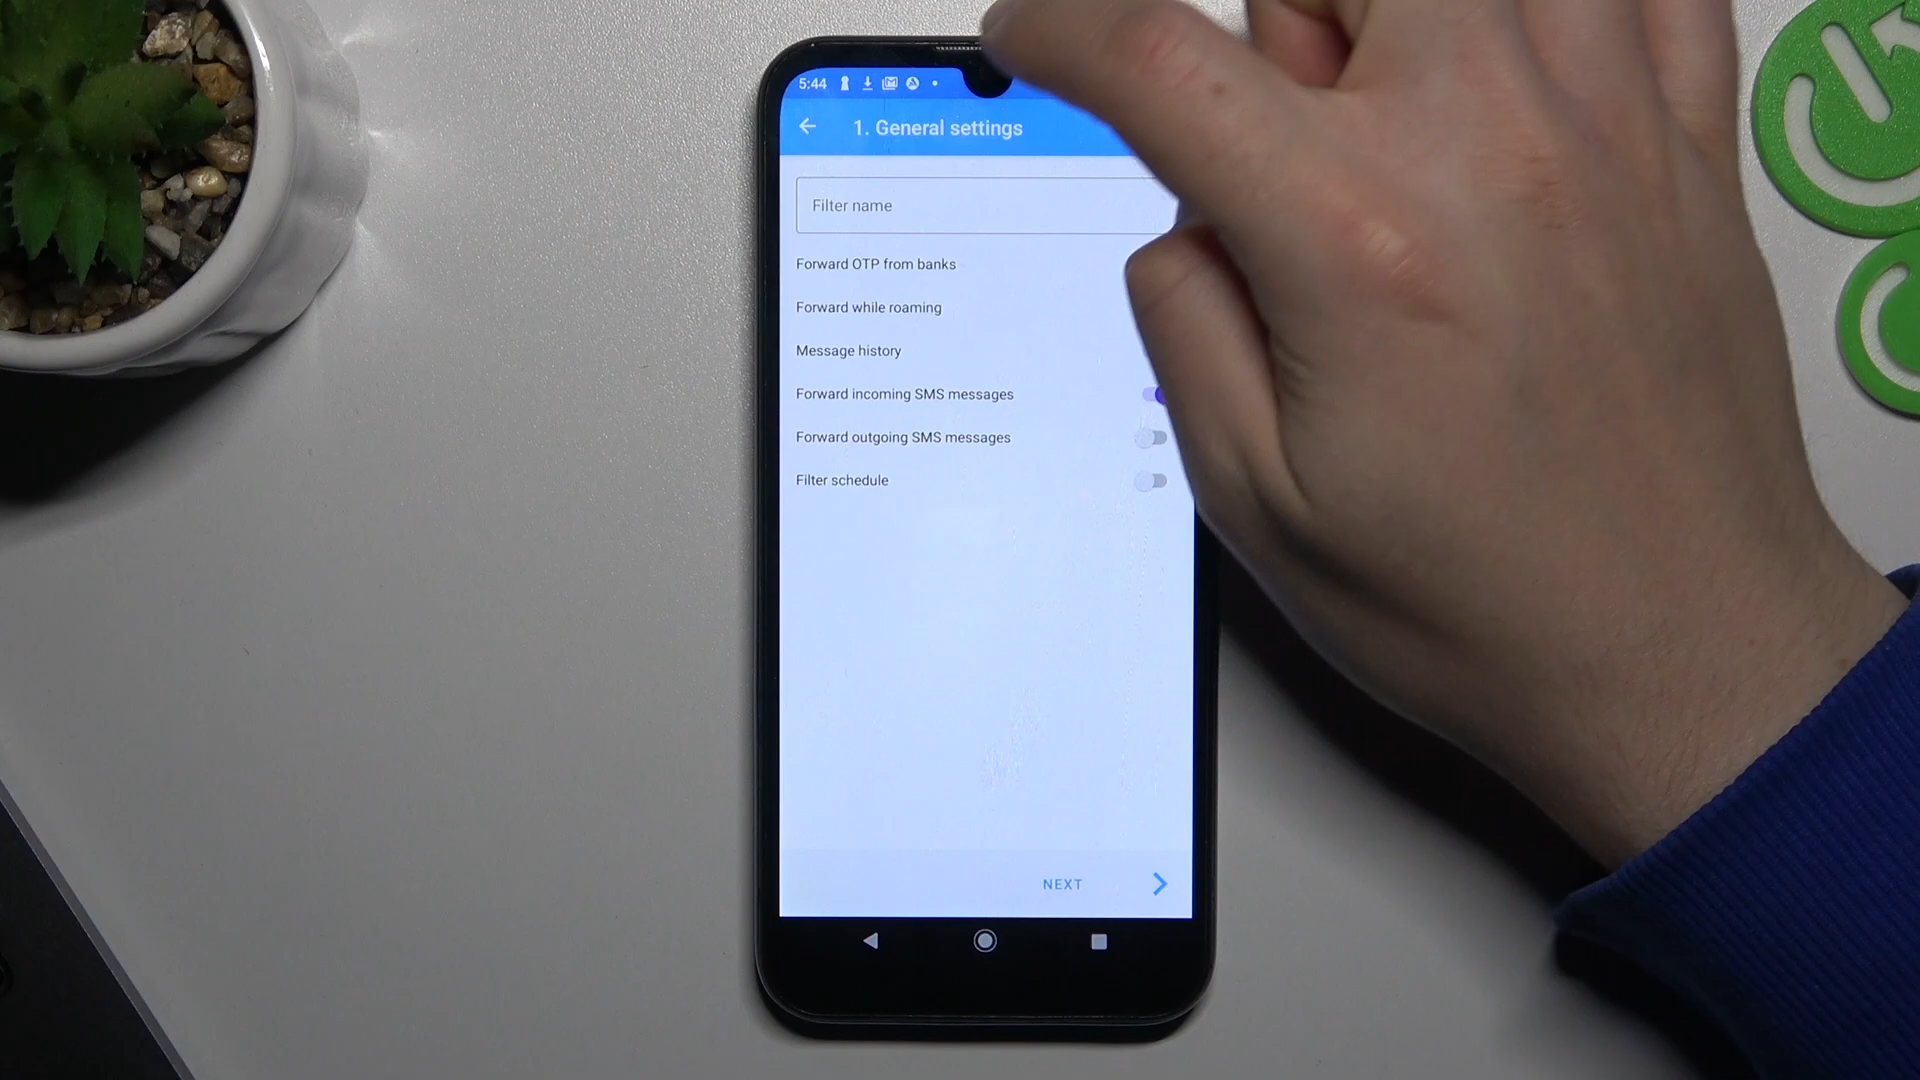 5:44
1. General settings
Filter name
Forward OTP from banks
Forward while roaming
Message history
Forward incoming SMS messages
Forward outgoing SMS messages
Filter schedule
NEXT